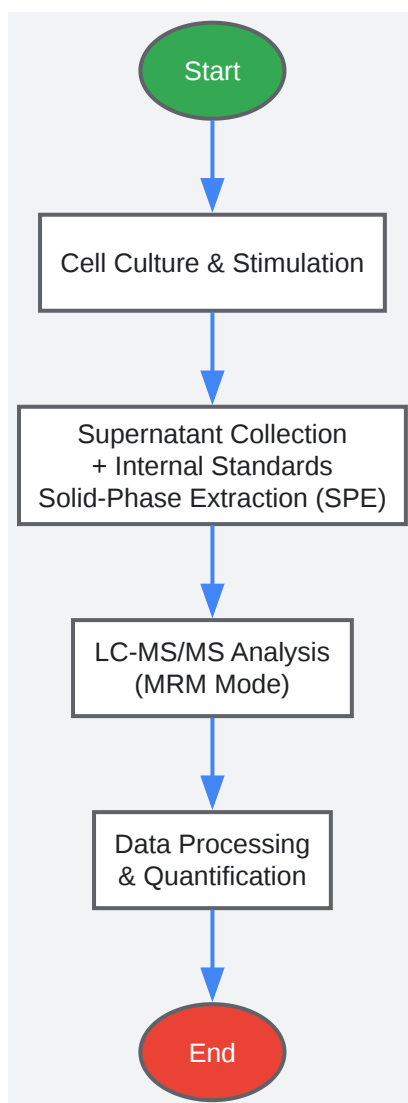 Start
Cell Culture & Stimulation
Supernatant Collection
+ Internal Standards
Solid-Phase Extraction (SPE)
LC-MS/MS Analysis
(MRM Mode)
Data Processing
& Quantification
End